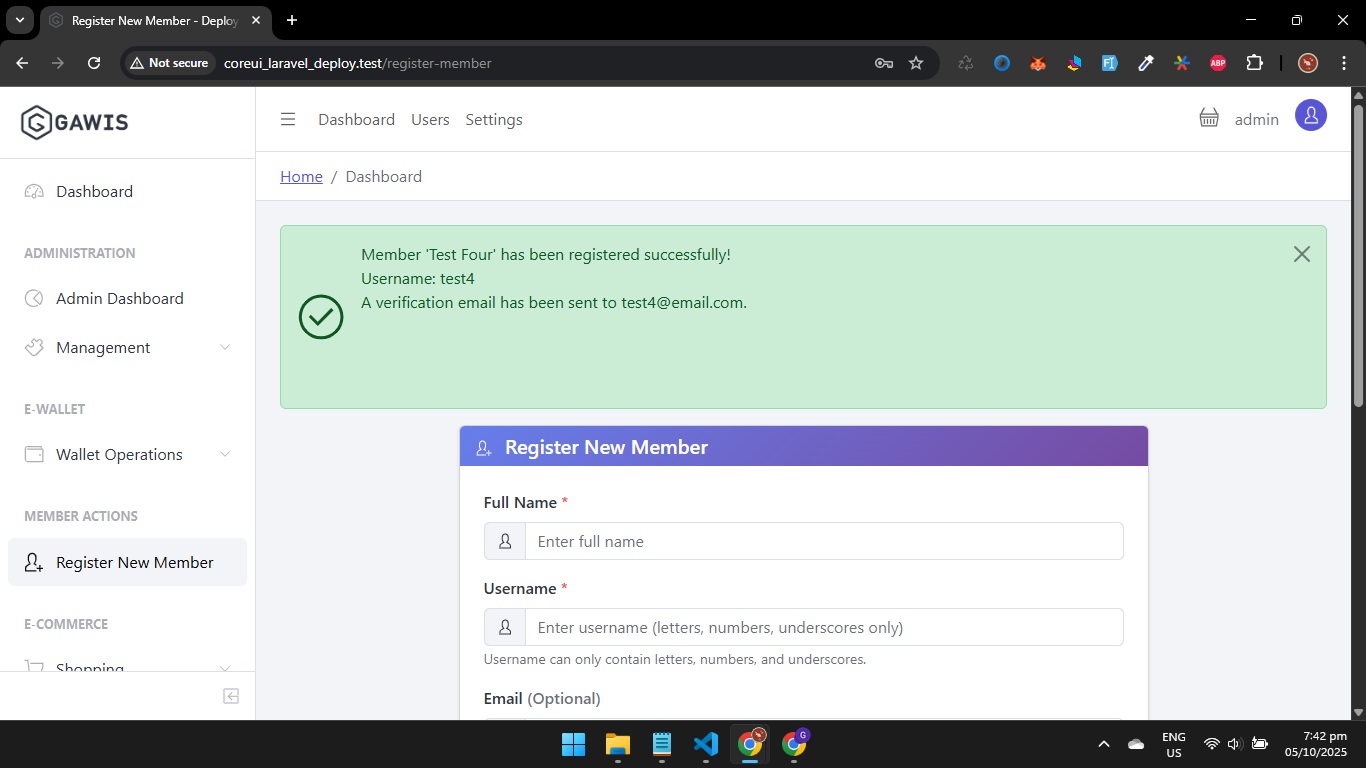 Register New Member - Deploy
Not secure
coreui_laravel_deploy.test/register-member
ABP
G
GAWIS
Dashboard Users Settings
admin
Home / Dashboard
Dashboard
ADMINISTRATION
Admin Dashboard
Management
E-WALLET
Wallet Operations
MEMBER ACTIONS
Register New Member
E-COMMERCE
Shopping
Member 'Test Four' has been registered successfully!
Username: test4
A verification email has been sent to test4@email.com.
Register New Member
Full Name *
Enter full name
Username *
Enter username (letters, numbers, underscores only)
Username can only contain letters, numbers, and underscores.
Email (Optional)
G
ENG
US
7:42 pm
05/10/2025